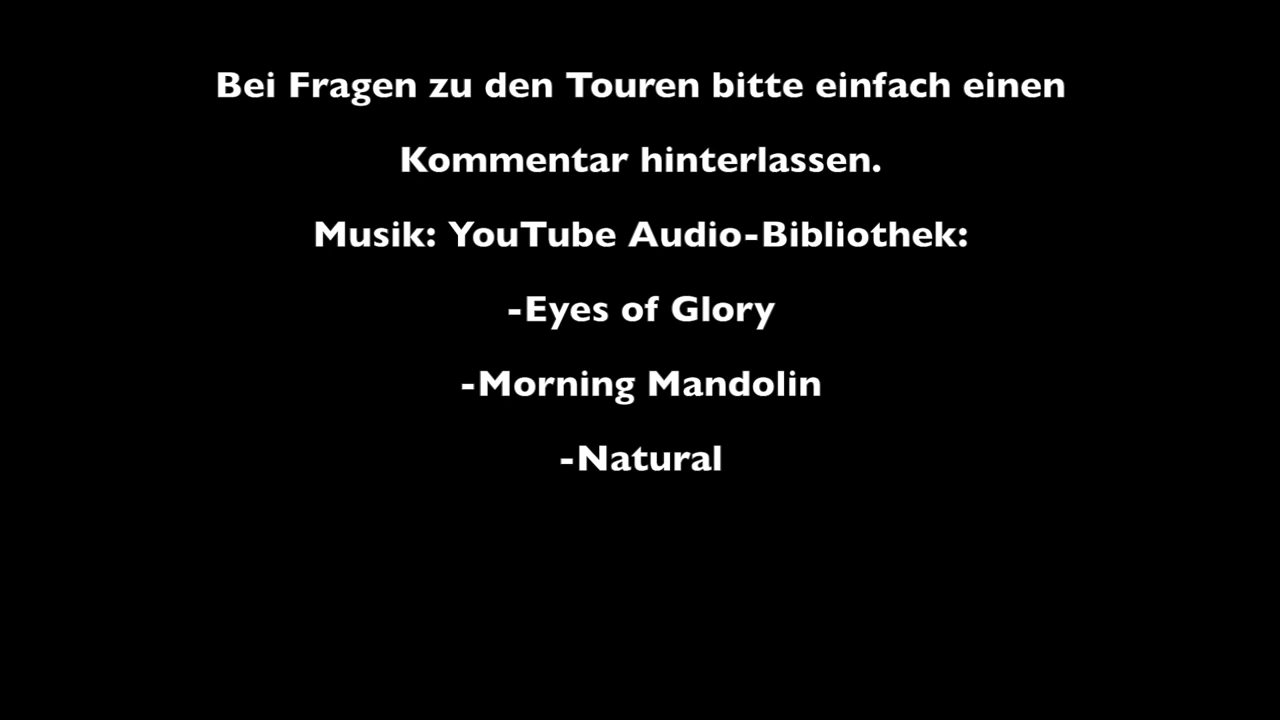 Bei Fragen zu den Touren bitte einfach einen
Kommentar hinterlassen.
Musik: YouTube Audio-Bibliothek:
-Eyes of Glory
-Morning Mandolin
-Natural